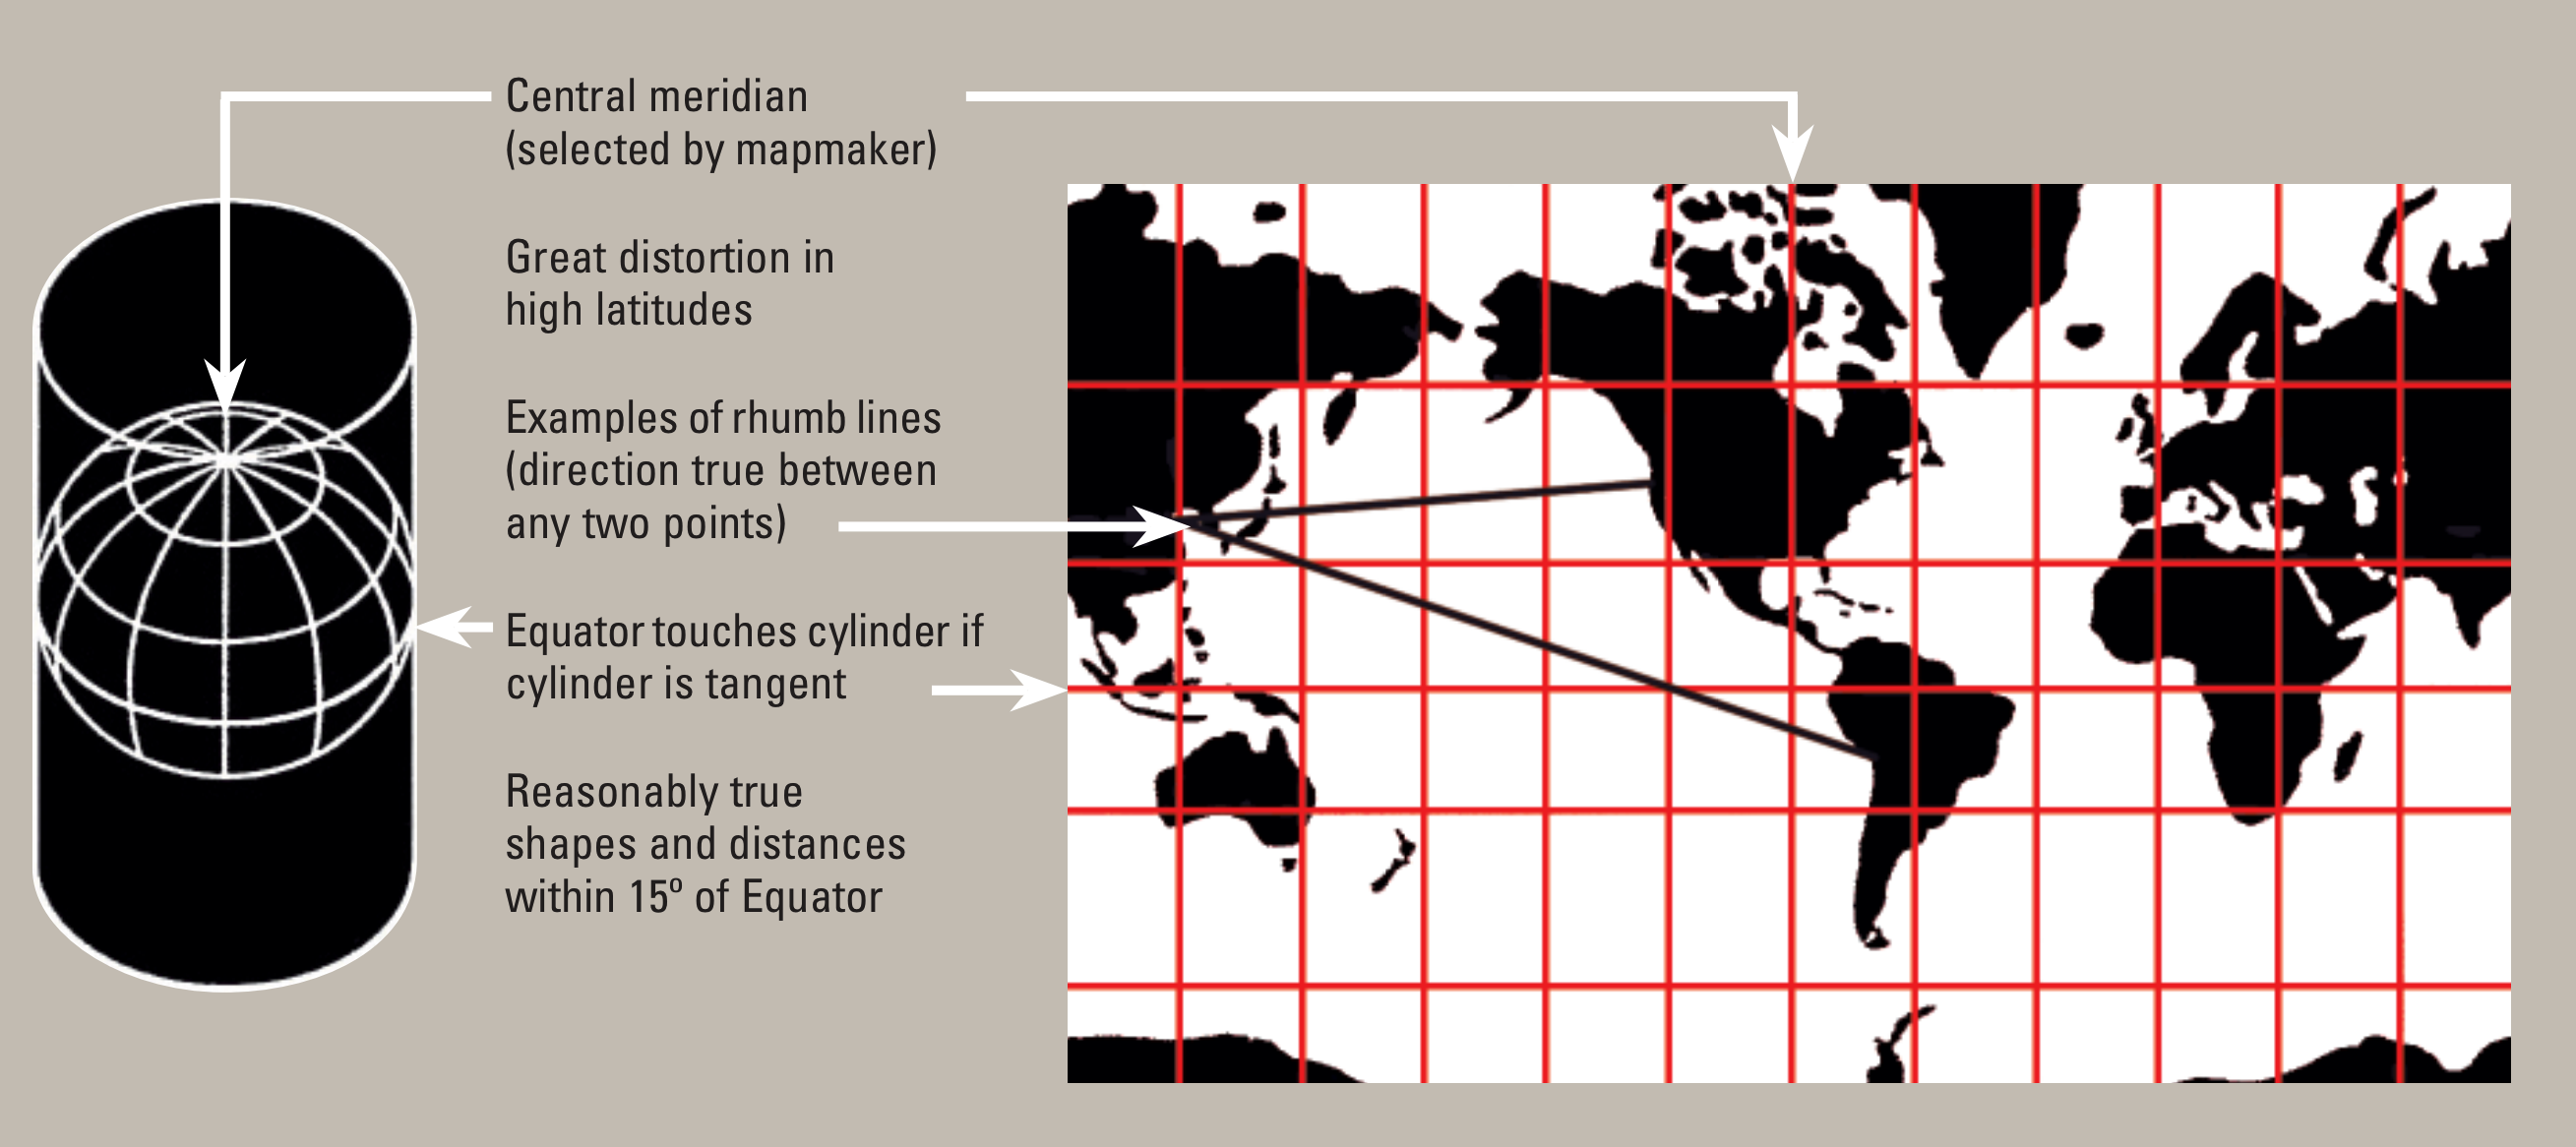 Central meridian
(selected by mapmaker)
Great distortion in
high latitudes
Examples of rhumb lines
(direction true between
any two points)
Equator touches cylinder if
cylinder is tangent
Reasonably true
shapes and distances
within 15º of Equator